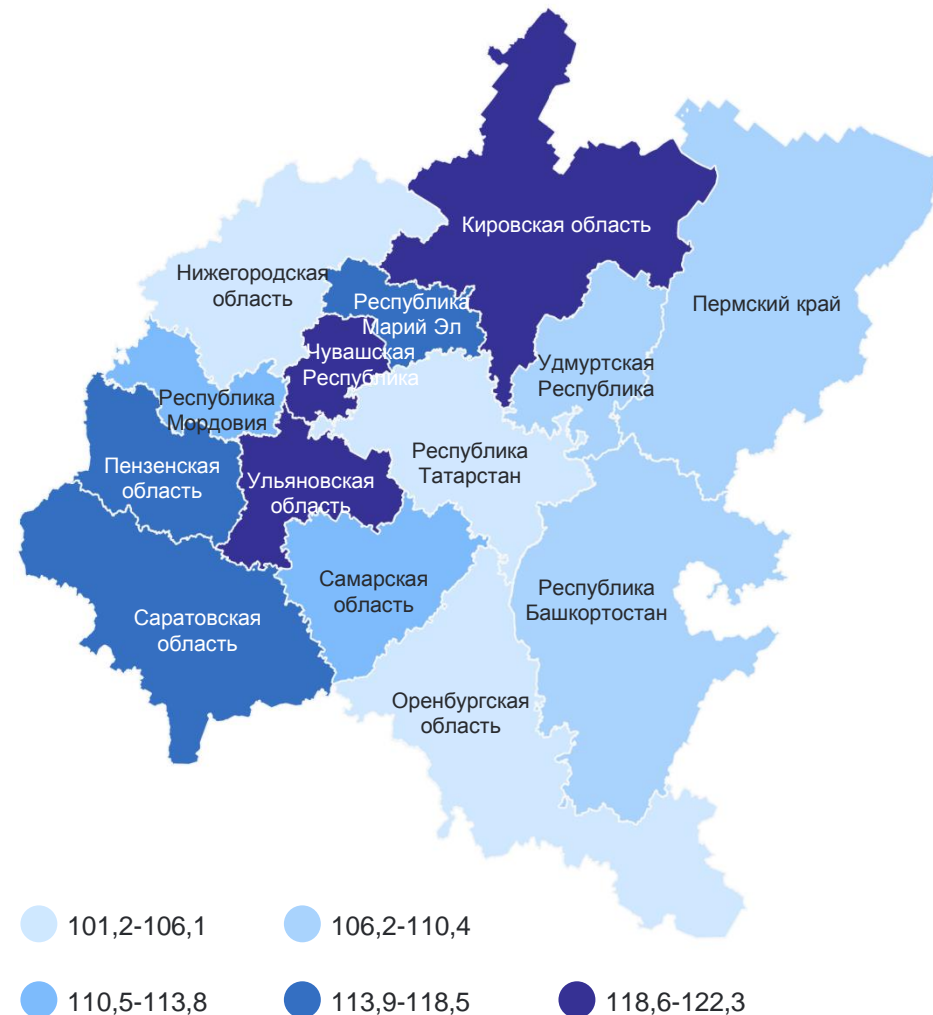 Кировская область
Нижегородская
область
Республика
Марий Эл
Пермский край
Чувашская
Республика
Удмуртская
Республика
Республика
Мордовия
Республика
Татарстан
Пензенская
область
Ульяновская
область
Самарская
область
Республика
Башкортостан
Саратовская
область
Оренбургская
область
101,2-106,1
106,2-110,4
110,5-113,8
113,9-118,5
118,6-122,3